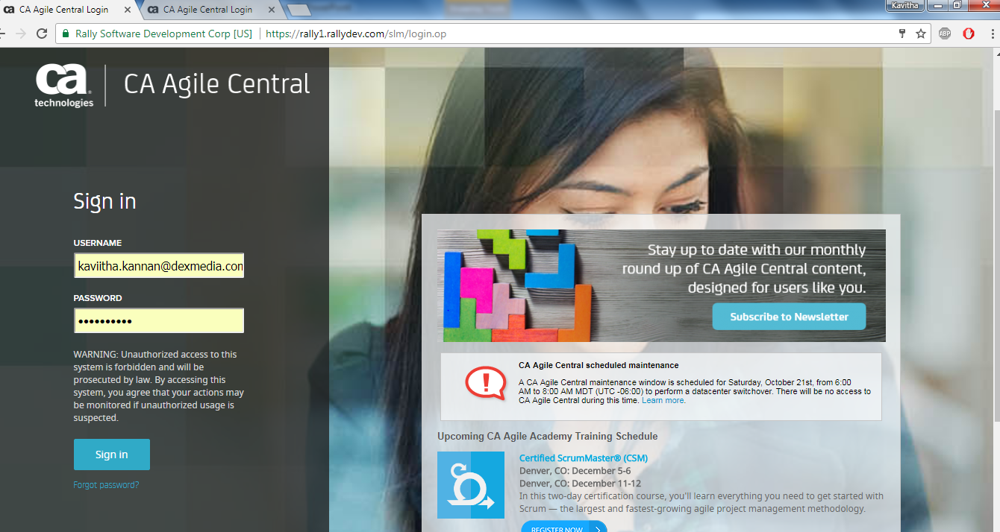 CA Agile Central Login
CA Agile Central Login
Kavitha
Rally Software Development Corp [US]
https://rally1.rallydev.com/slm/login.op
ABP
ca
technologies
CA Agile Central
Sign in
USERNAME
kaviitha.kannan@dexmedia.com
PASSWORD
WARNING: Unauthorized access to this
system is forbidden and will be
prosecuted by law. By accessing this
system, you agree that your actions may
be monitored if unauthorized usage is
suspected.
Sign in
Forgot password?
Stay up to date with our monthly
round up of CA Agile Central content,
designed for users like you.
Subscribe to Newsletter
CA Agile Central scheduled maintenance
A CA Agile Central maintenance window is scheduled for Saturday, October 21st, from 6:00
AM to 8:00 AM MDT (UTC -06:00) to perform a datacenter switchover. There will be no access to
CA Agile Central during this time. Learn more.
Upcoming CA Agile Academy Training Schedule
Certified ScrumMaster® (CSM)
Denver, CO: December 5-6
Denver, CO: December 11-12
In this two-day certification course, you'll learn everything you need to get started with
Scrum — the largest and fastest-growing agile project management methodology.
REGISTER NOW